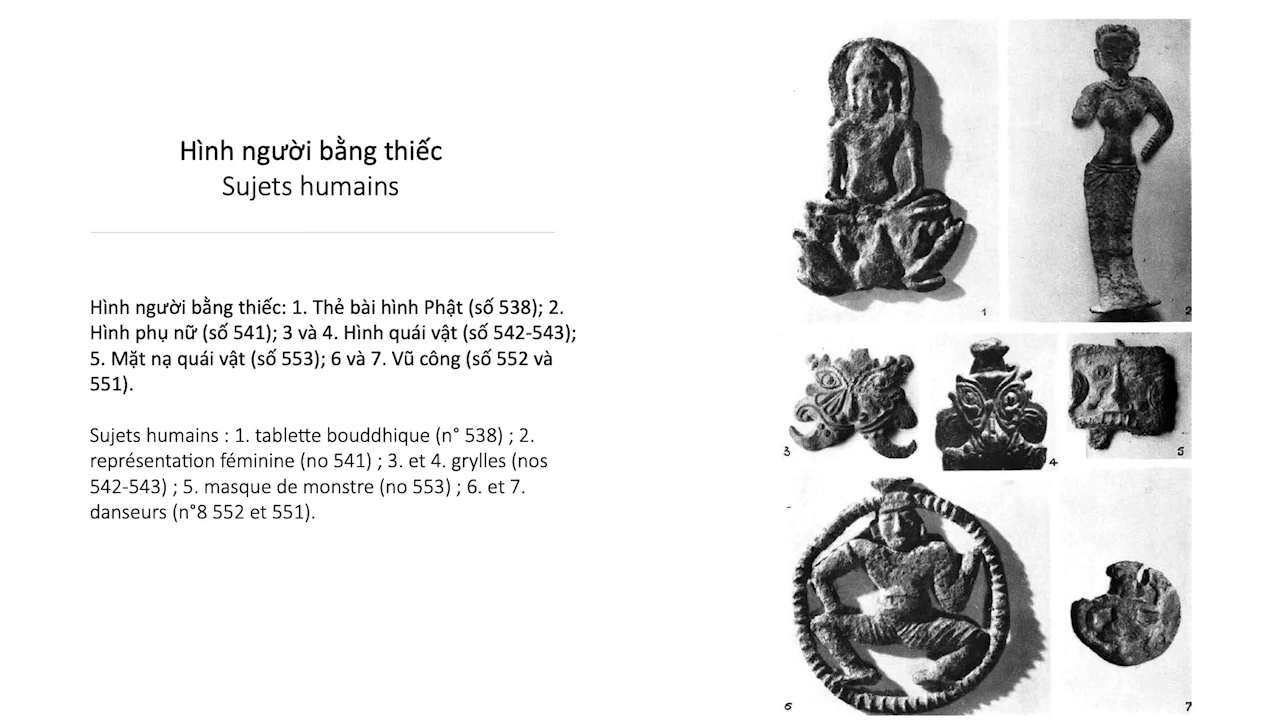 Hình người bằng thiếc
Sujets humains
Hình người bằng thiếc: 1. Thẻ bài hình Phật (số 538); 2.
Hình phụ nữ (số 541); 3 và 4. Hình quái vật (số 542-543);
5. Mặt nạ quái vật (số 553); 6 và 7. Vũ công (số 552 và
551).
Sujets humains : 1. tablette bouddhique (n° 538) ; 2.
représentation féminine (no 541) ; 3. et 4. grylles (nos
542-543) ; 5. masque de monstre (no 553) ; 6. et 7.
danseurs (n°8 552 et 551).
1
2
3
4
5
6
7